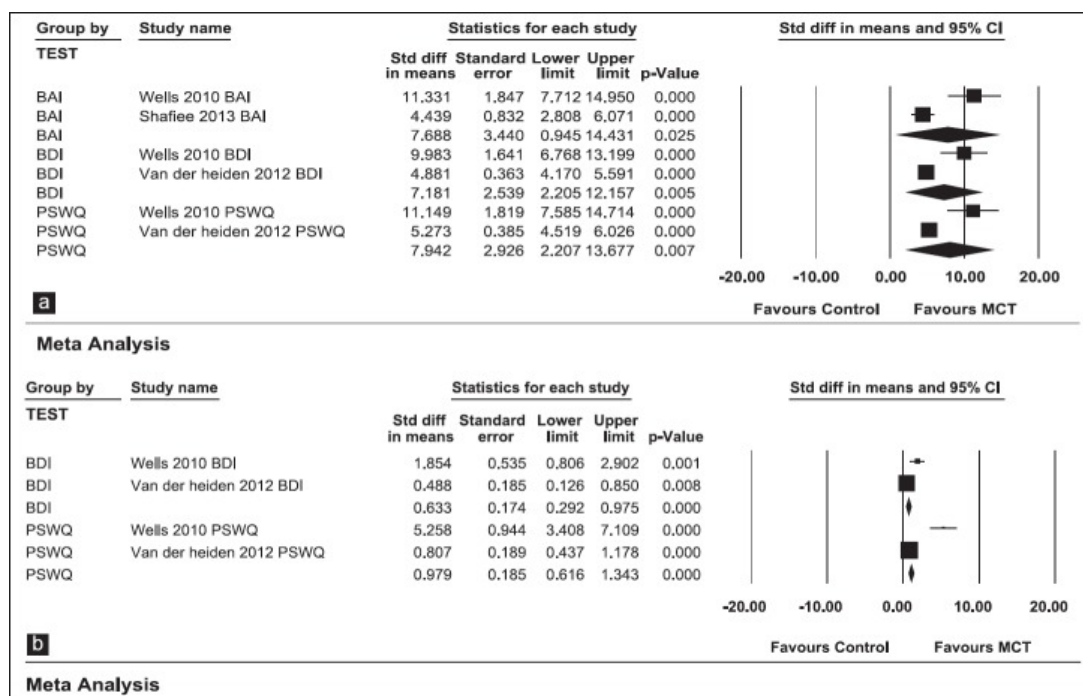 Group by Study name Statistics for each study Std diff in means and 95% CI
TEST
Std diff Standard Lower Upper
in means error limit limit p-Value
BAI Wells 2010 BAI 11.331 1.847 7.712 14.950 0.000
BAI Shafiee 2013 BAI 4.439 0.832 2.808 6.071 0.000
BAI 7.688 3.440 0.945 14.431 0.025
BDI Wells 2010 BDI 9.983 1.641 6.768 13.199 0.000
BDI Van der heiden 2012 BDI 4.881 0.363 4.170 5.591 0.000
BDI 7.181 2.539 2.205 12.157 0.005
PSWQ Wells 2010 PSWQ 11.149 1.819 7.585 14.714 0.000
PSWQ Van der heiden 2012 PSWQ 5.273 0.385 4.519 6.026 0.000
PSWQ 7.942 2.926 2.207 13.677 0.007
-20.00 -10.00 0.00 10.00 20.00
a Favours Control Favours MCT
Meta Analysis
Group by Study name Statistics for each study Std diff in means and 95% CI
TEST
Std diff Standard Lower Upper
in means error limit limit p-Value
BDI Wells 2010 BDI 1.854 0.535 0.806 2.902 0.001
BDI Van der heiden 2012 BDI 0.488 0.185 0.126 0.850 0.008
BDI 0.633 0.174 0.292 0.975 0.000
PSWQ Wells 2010 PSWQ 5.258 0.944 3.408 7.109 0.000
PSWQ Van der heiden 2012 PSWQ 0.807 0.189 0.437 1.178 0.000
PSWQ 0.979 0.185 0.616 1.343 0.000
-20.00 -10.00 0.00 10.00 20.00
b Favours Control Favours MCT
Meta Analysis